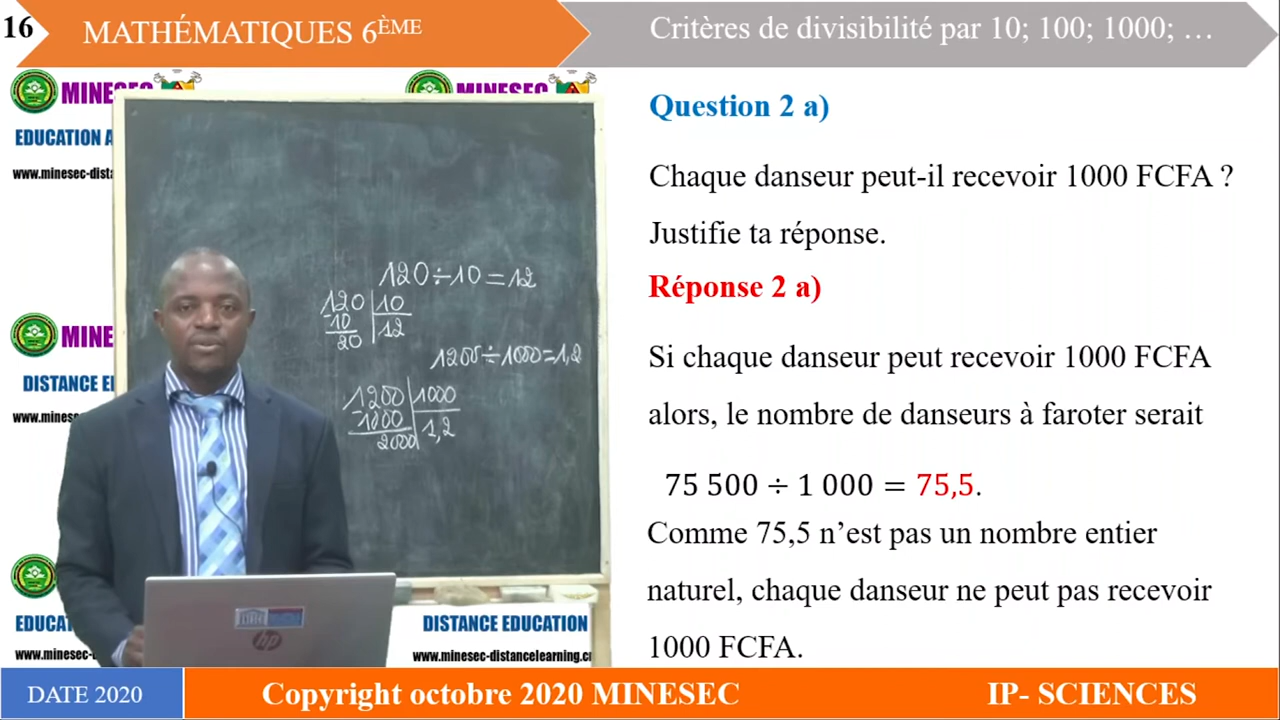 16
MATHÉMATIQUES 6ÈME
Critères de divisibilité par 10; 100; 1000; …
MINESEC
MINESEC
EDUCATION A
www.minesec-dista
Question 2 a)
Chaque danseur peut-il recevoir 1000 FCFA ?
Justifie ta réponse.
Réponse 2 a)
Si chaque danseur peut recevoir 1000 FCFA
alors, le nombre de danseurs à faroter serait
75 500 ÷ 1 000 = 75,5.
Comme 75,5 n’est pas un nombre entier
naturel, chaque danseur ne peut pas recevoir
1000 FCFA.
120÷10=12
120 10
-10 12
20
1200÷1000=1,2
1200 1000
-1000 1,2
2000
MINE
DISTANCE E
www.mines
EDUCA
www.minesec-
hp
DISTANCE EDUCATION
www.minesec-distancelearning.c
DATE 2020
Copyright octobre 2020 MINESEC
IP- SCIENCES